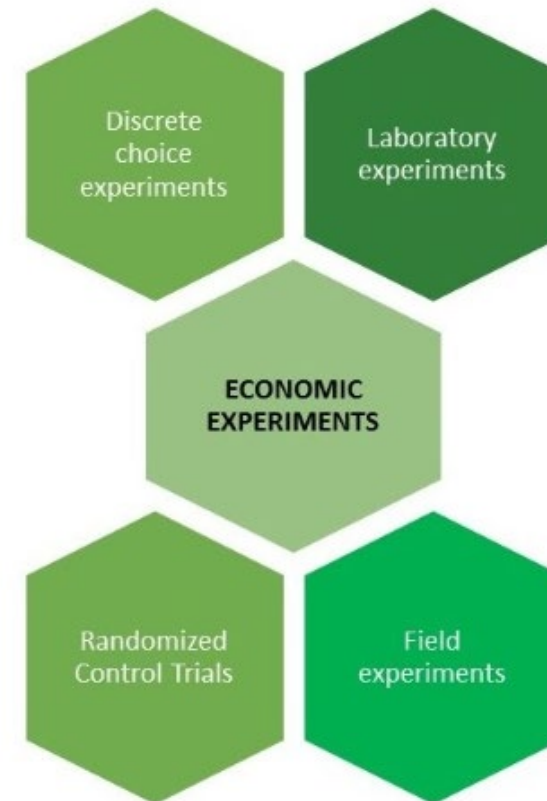 Discrete
choice
experiments
Laboratory
experiments
ECONOMIC
EXPERIMENTS
Randomized
Control Trials
Field
experiments